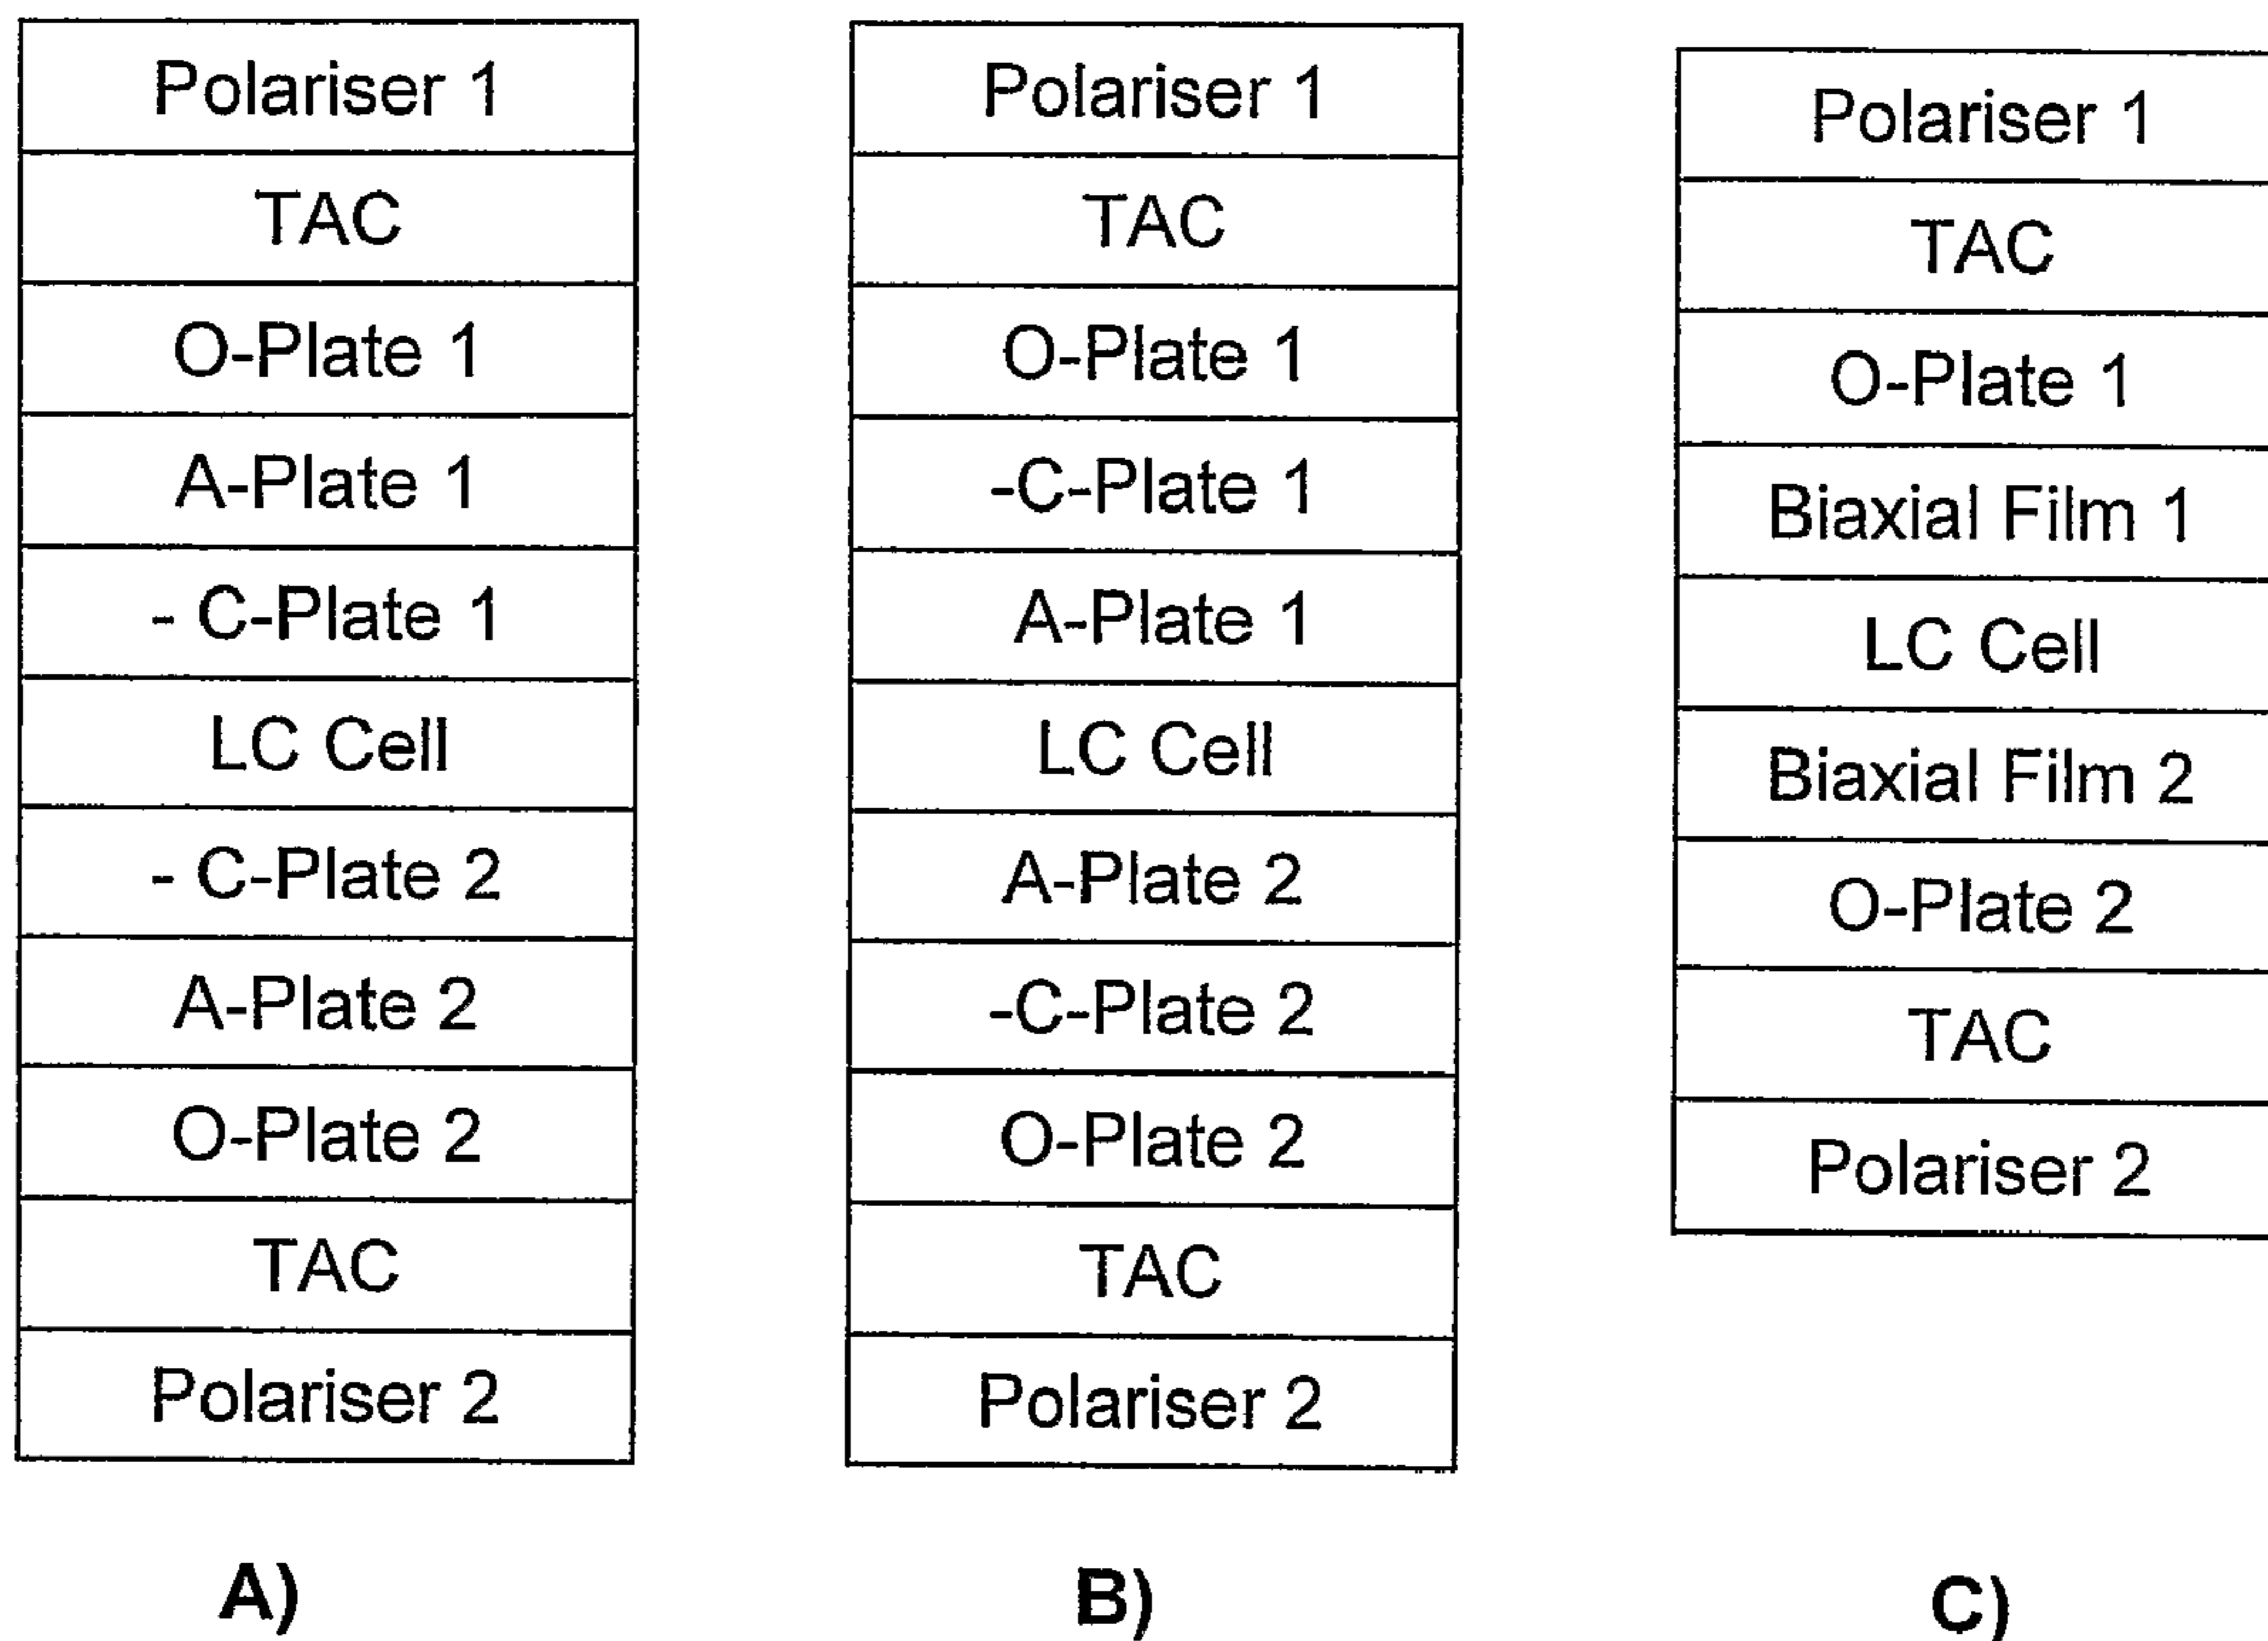 Polariser 1
TAC
O-Plate 1
A-Plate 1
- C-Plate 1
LC Cell
- C-Plate 2
A-Plate 2
O-Plate 2
TAC
Polariser 2
A)
Polariser 1
TAC
O-Plate 1
-C-Plate 1
A-Plate 1
LC Cell
A-Plate 2
-C-Plate 2
O-Plate 2
TAC
Polariser 2
B)
Polariser 1
TAC
O-Plate 1
Biaxial Film 1
LC Cell
Biaxial Film 2
O-Plate 2
TAC
Polariser 2
C)